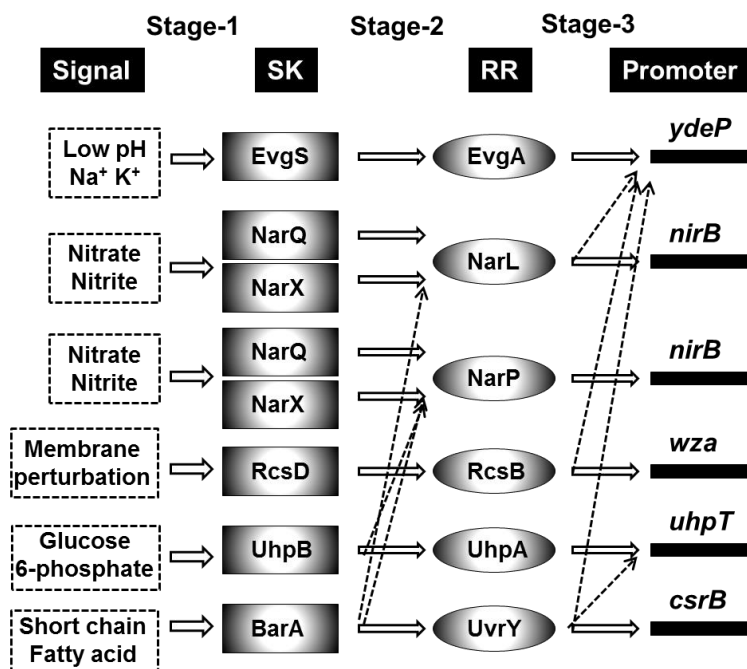 Stage-1 Stage-2 Stage-3
Signal SK RR Promoter
ydeP
Low pH
Na⁺ K⁺
EvgS EvgA
nirB
Nitrate
Nitrite
NarQ
NarX
NarL
nirB
Nitrate
Nitrite
NarQ
NarX
NarP
wza
Membrane
perturbation
RcsD RcsB
uhpT
Glucose
6-phosphate
UhpB UhpA
csrB
Short chain
Fatty acid
BarA UvrY